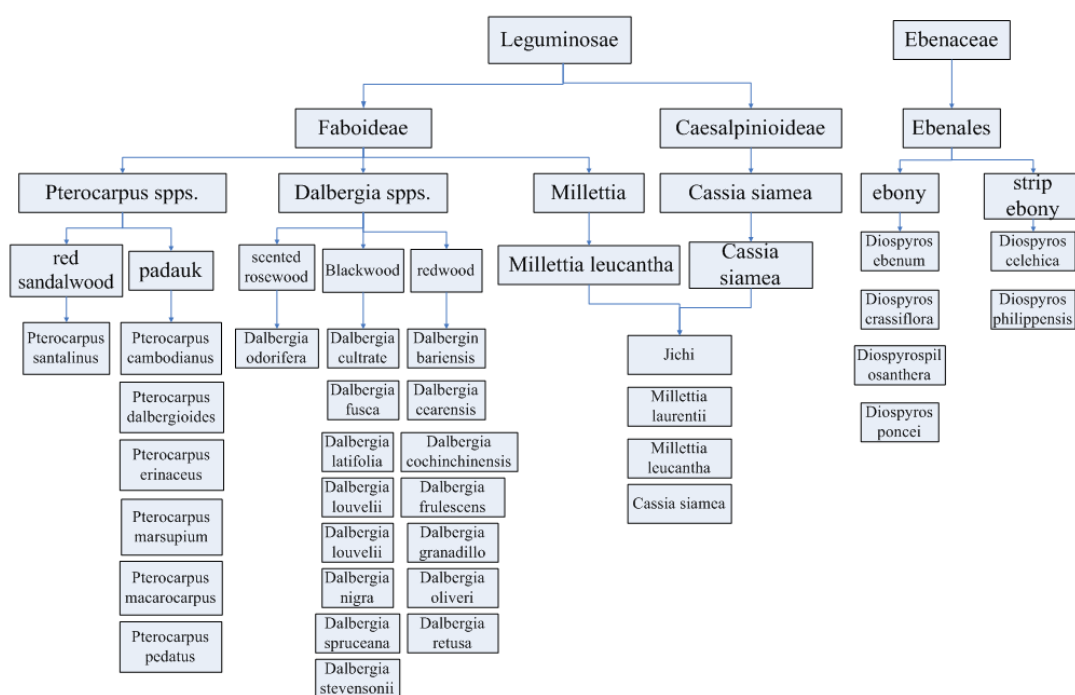 Leguminosae
Ebenaceae
Faboideae
Caesalpinioideae
Ebenales
Pterocarpus spps.
Dalbergia spps.
Millettia
Cassia siamea
ebony
strip
ebony
red
sandalwood
padauk
scented
rosewood
Blackwood
redwood
Millettia leucantha
Cassia
siamea
Diospyros
ebenum
Diospyros
celehica
Diospyros
crassiflora
Diospyros
philippensis
Diospyrospil
osanthera
Diospyros
poncei
Pterocarpus
santalinus
Pterocarpus
cambodianus
Pterocarpus
dalbergioides
Pterocarpus
erinaceus
Pterocarpus
marsupium
Pterocarpus
macarocarpus
Pterocarpus
pedatus
Dalbergia
odorifera
Dalbergia
cultrate
Dalbergia
fusca
Dalbergia
latifolia
Dalbergia
louvelii
Dalbergia
louvelii
Dalbergia
nigra
Dalbergia
spruceana
Dalbergia
stevensonii
Dalbergin
bariensis
Dalbergia
cearensis
Dalbergia
cochinchinensis
Dalbergia
frulescens
Dalbergia
granadillo
Dalbergia
oliveri
Dalbergia
retusa
Jichi
Millettia
laurentii
Millettia
leucantha
Cassia siamea